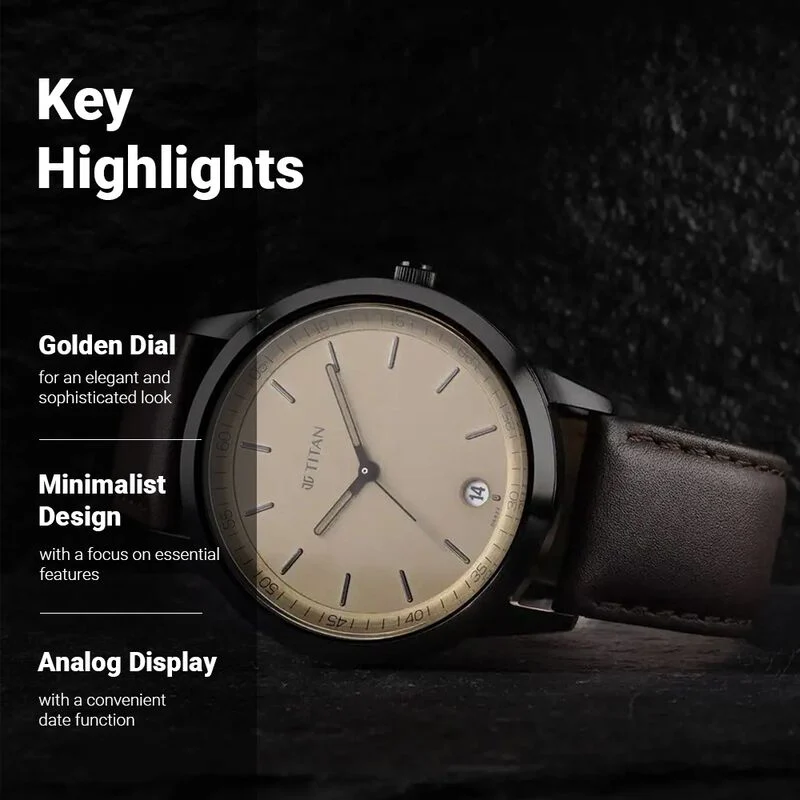 Key
Highlights
Golden Dial
for an elegant and
sophisticated look
Minimalist
Design
with a focus on essential
features
Analog Display
with a convenient
date function
TITAN
14
60
55
50
45
40
35
30